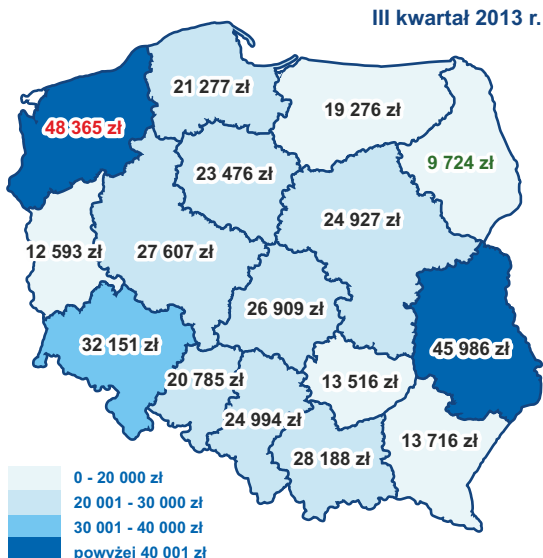 III kwartał 2013 r.
21 277 zł
19 276 zł
48 365 zł
9 724 zł
23 476 zł
24 927 zł
12 593 zł
27 607 zł
26 909 zł
32 151 zł
45 986 zł
20 785 zł
13 516 zł
24 994 zł
13 716 zł
28 188 zł
0 - 20 000 zł
20 001 - 30 000 zł
30 001 - 40 000 zł
powyżej 40 001 zł